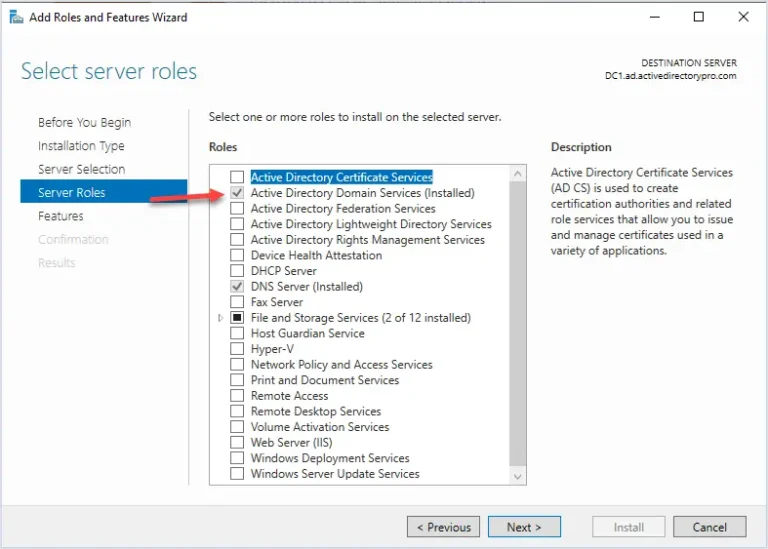 Add Roles and Features Wizard
Select server roles
DESTINATION SERVER
DC1.ad.activedirectorypro.com
Before You Begin
Installation Type
Server Selection
Server Roles
Features
Confirmation
Results
Select one or more roles to install on the selected server.
Roles
Active Directory Certificate Services
Active Directory Domain Services (Installed)
Active Directory Federation Services
Active Directory Lightweight Directory Services
Active Directory Rights Management Services
Device Health Attestation
DHCP Server
DNS Server (Installed)
Fax Server
File and Storage Services (2 of 12 installed)
Host Guardian Service
Hyper-V
Network Policy and Access Services
Print and Document Services
Remote Access
Remote Desktop Services
Volume Activation Services
Web Server (IIS)
Windows Deployment Services
Windows Server Update Services
Description
Active Directory Certificate Services
(AD CS) is used to create
certification authorities and related
role services that allow you to issue
and manage certificates used in a
variety of applications.
< Previous
Next >
Install
Cancel